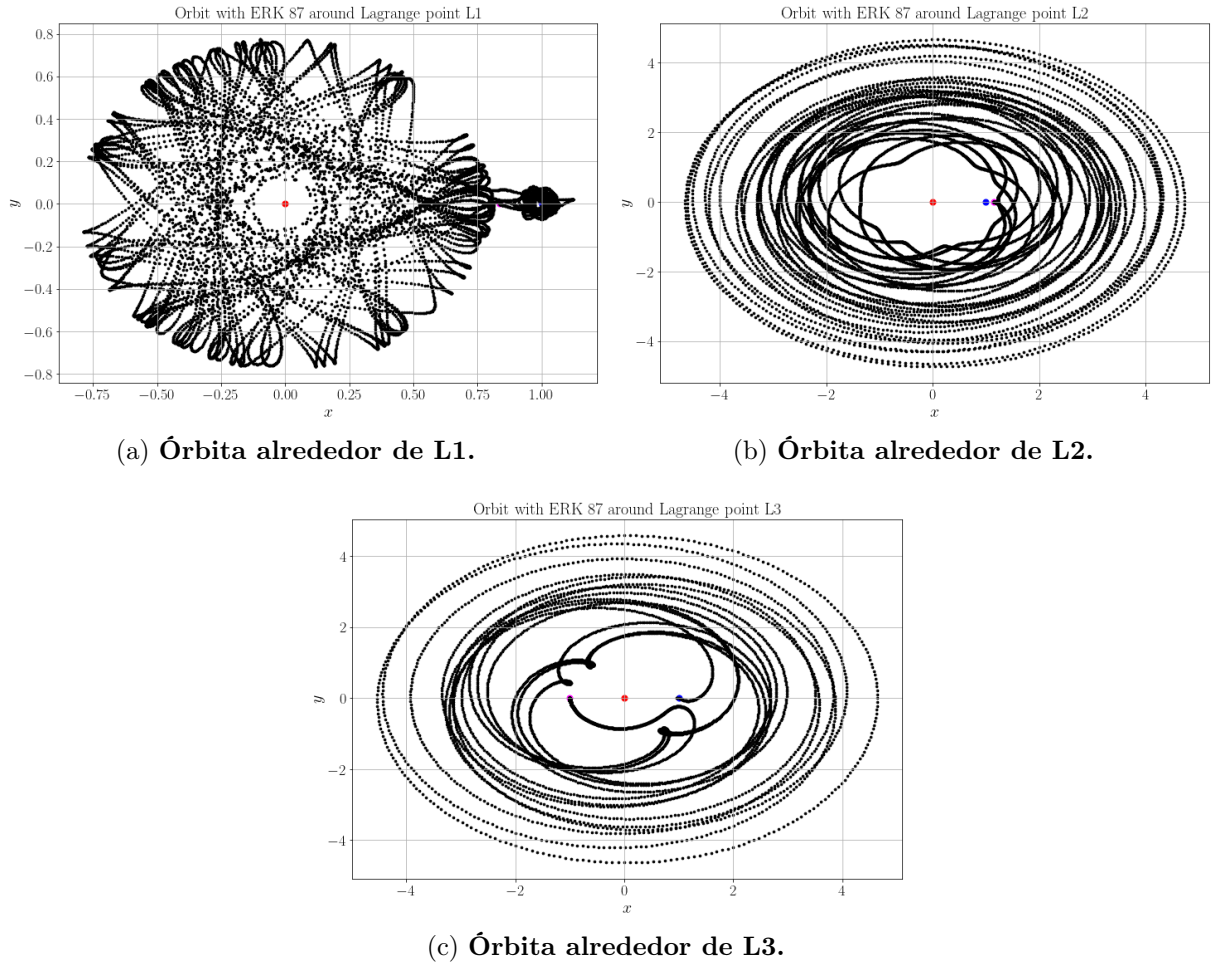 Orbit with ERK 87 around Lagrange point L1
0.8
0.6
0.4
0.2
0.0
−0.2
−0.4
−0.6
−0.8
y
−0.75 −0.50 −0.25 0.00 0.25 0.50 0.75 1.00
x
(a) Órbita alrededor de L1.
Orbit with ERK 87 around Lagrange point L2
4
2
0
−2
−4
y
−4 −2 0 2 4
x
(b) Órbita alrededor de L2.
Orbit with ERK 87 around Lagrange point L3
4
2
0
−2
−4
y
−4 −2 0 2 4
x
(c) Órbita alrededor de L3.